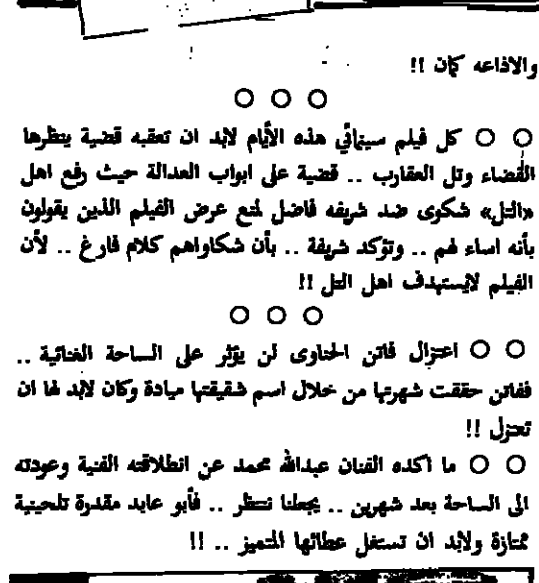 والاذاعه كمان !!
○ ○ ○
○ ○ كل فيلم سينمائي هذه الأيام لابد ان تعقبه قضية ينظرها
القضاء وتل العقارب .. قضية على ابواب العدالة حيث رفع اهل
«التل» شكوى ضد شريفه فاضل لمنع عرض الفيلم الذين يقولون
بأنه اساء لهم .. وتؤكد شريفة .. بأن شكاواهم كلام فارغ .. لأن
الفيلم لايستهدف اهل التل !!
○ ○ ○
○ ○ اعتزال فاتن الحناوى لن يؤثر على الساحة الغنائية ..
ففاتن حققت شهرتها من خلال اسم شقيقتها ميادة وكان لابد لها ان
تعتزل !!
○ ○ ما اكده الفنان عبدالله محمد عن انطلاقته الفنية وعودته
الى الساحة بعد شهرين .. يجعلنا ننتظر .. فأبو عابد مقدرة تلحينية
ممتازة ولابد ان تستغل عطائها المتميز .. !!